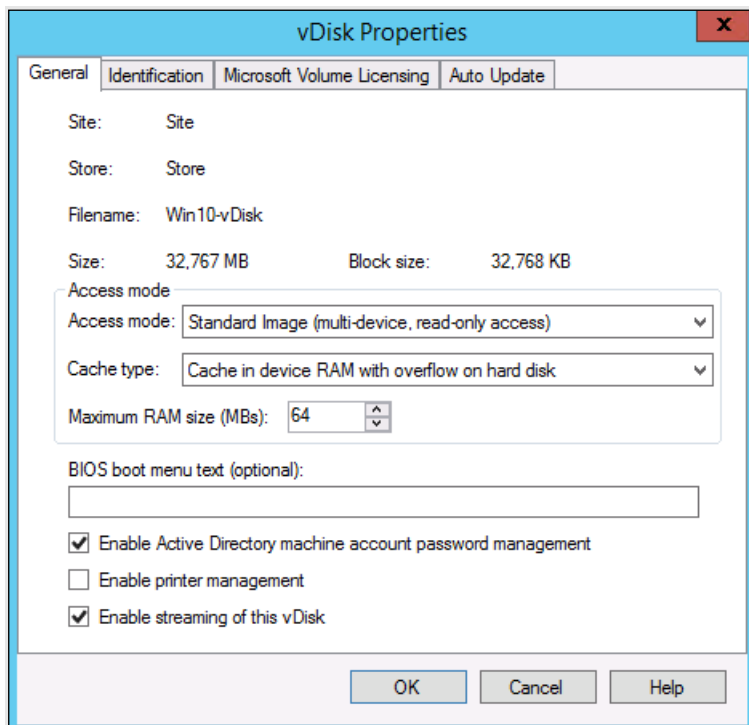 vDisk Properties
x
General Identification Microsoft Volume Licensing Auto Update
Site: Site
Store: Store
Filename: Win10-vDisk
Size: 32,767 MB Block size: 32,768 KB
Access mode
Access mode: Standard Image (multi-device, read-only access)
Cache type: Cache in device RAM with overflow on hard disk
Maximum RAM size (MBs): 64
BIOS boot menu text (optional):
Enable Active Directory machine account password management
Enable printer management
Enable streaming of this vDisk
OK Cancel Help